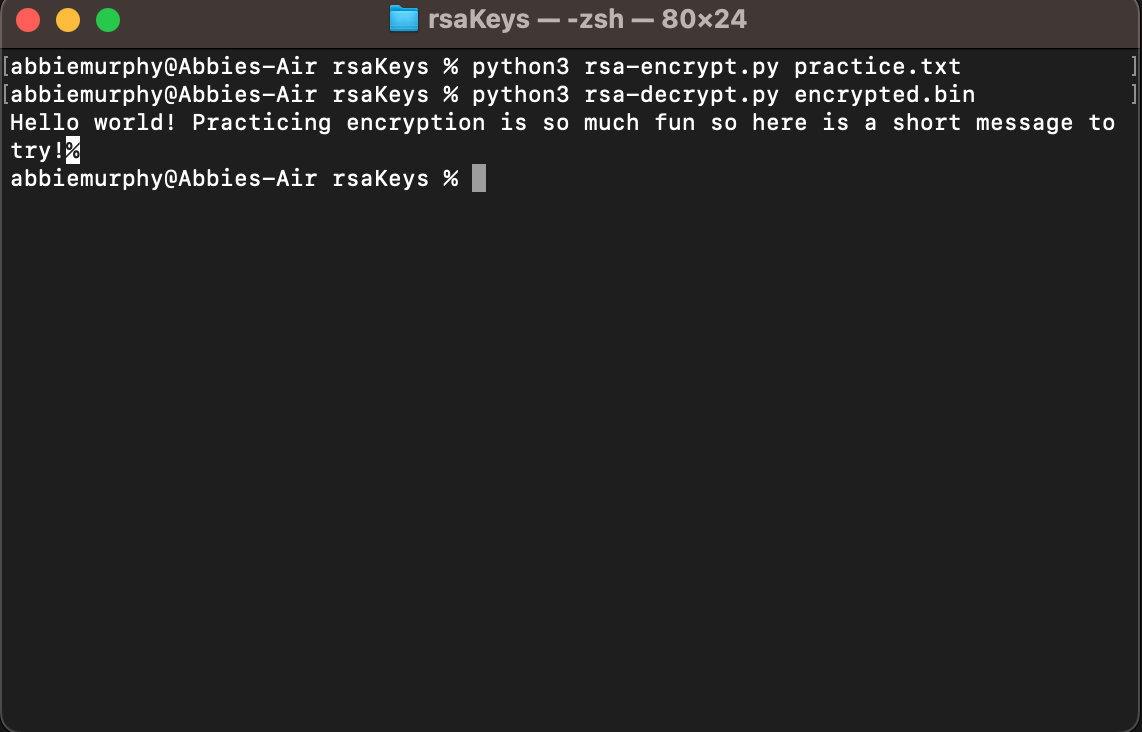 rsaKeys — -zsh — 80×24
[abbiemurphy@Abbies-Air rsaKeys % python3 rsa-encrypt.py practice.txt ]
[abbiemurphy@Abbies-Air rsaKeys % python3 rsa-decrypt.py encrypted.bin ]
Hello world! Practicing encryption is so much fun so here is a short message to
try!%
abbiemurphy@Abbies-Air rsaKeys %